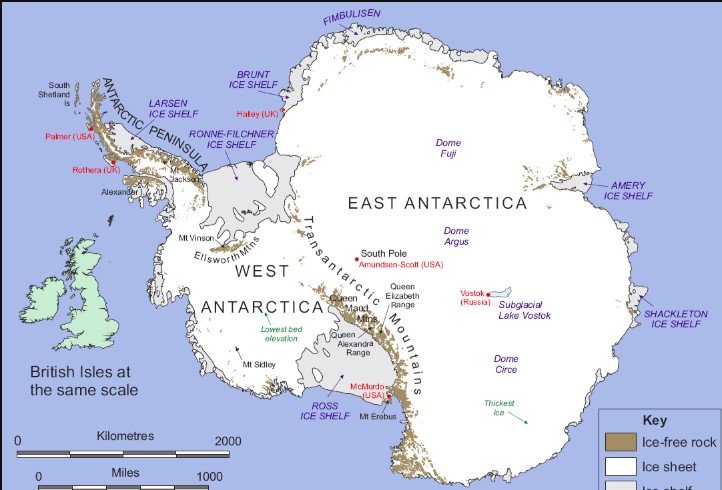 FIMBULISEN
BRUNT
ICE SHELF
South
Shetland
Is
ANTARCTIC PENINSULA
LARSEN
ICE SHELF
Halley (UK)
Palmer (USA)
RONNE-FILCHNER
ICE SHELF
Dome
Fuji
Rothera (UK)
Mt
Jackson
AMERY
ICE SHELF
Alexander I
EAST ANTARCTICA
Mt Vinson
Ellsworth Mtns
Transantarctic Mountains
Dome
Argus
South Pole
Amundsen-Scott (USA)
WEST
ANTARCTICA
Queen
Elizabeth
Range
Queen
Maud
Mtns
Vostok
(Russia)
Subglacial
Lake Vostok
SHACKLETON
ICE SHELF
Lowest bed
elevation
Queen
Alexandra
Range
Mt Sidley
Dome
Circe
British Isles at
the same scale
McMurdo
(USA)
ROSS
ICE SHELF
Mt Erebus
Thickest
Ice
Kilometres
0 2000
Miles
0 1000
Key
Ice-free rock
Ice sheet
Ice shelf